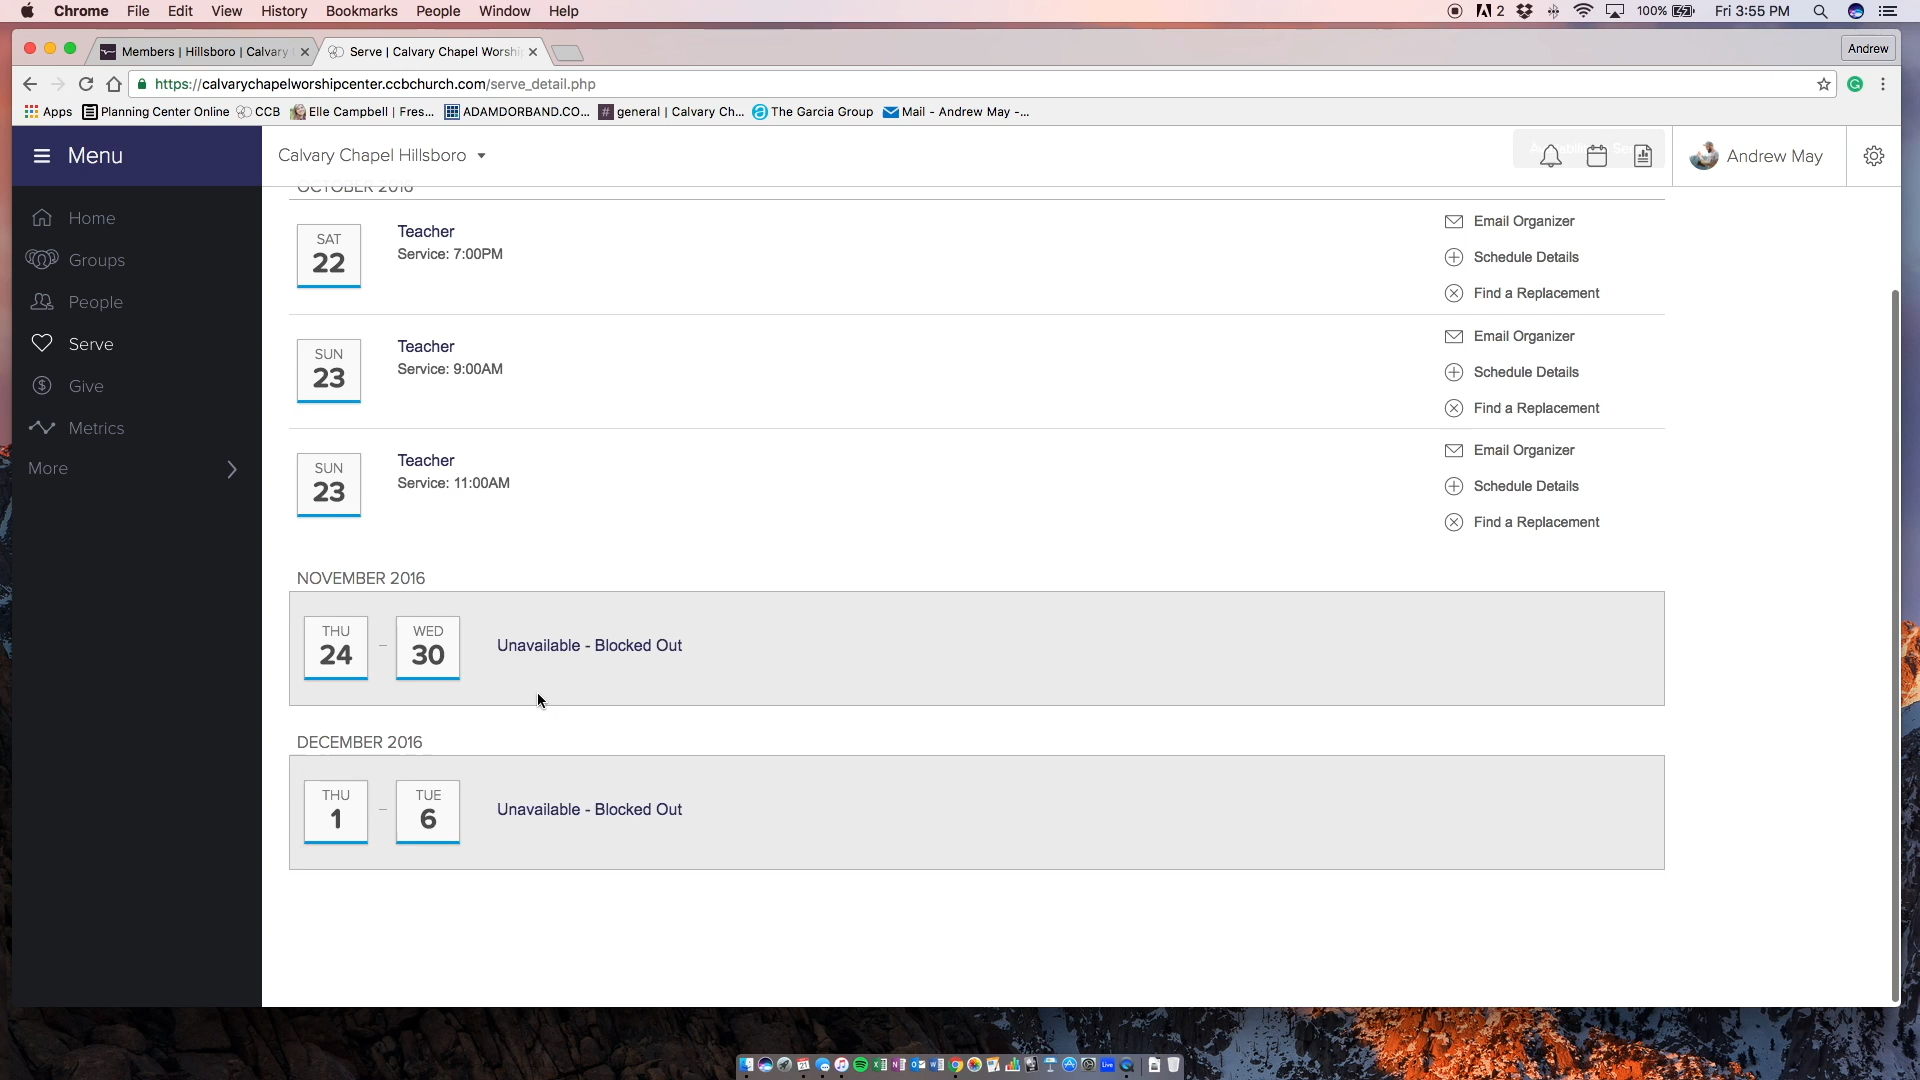 Chrome File Edit View History Bookmarks People Window Help
2 100% Fri 3:55 PM
Members | Hillsboro | Calvary
Serve | Calvary Chapel Worshi
Andrew
https://calvarychapelworshipcenter.ccbchurch.com/serve_detail.php
Apps Planning Center Online CCB Elle Campbell | Fres... ADAMDORBAND.CO... general | Calvary Ch... The Garcia Group Mail - Andrew May -...
Menu
Calvary Chapel Hillsboro
Andrew May
Home
Groups
People
Serve
Give
Metrics
More
OCTOBER 2016
SAT
22
Teacher
Service: 7:00PM
Email Organizer
Schedule Details
Find a Replacement
SUN
23
Teacher
Service: 9:00AM
Email Organizer
Schedule Details
Find a Replacement
SUN
23
Teacher
Service: 11:00AM
Email Organizer
Schedule Details
Find a Replacement
NOVEMBER 2016
THU
24
–
WED
30
Unavailable - Blocked Out
DECEMBER 2016
THU
1
–
TUE
6
Unavailable - Blocked Out